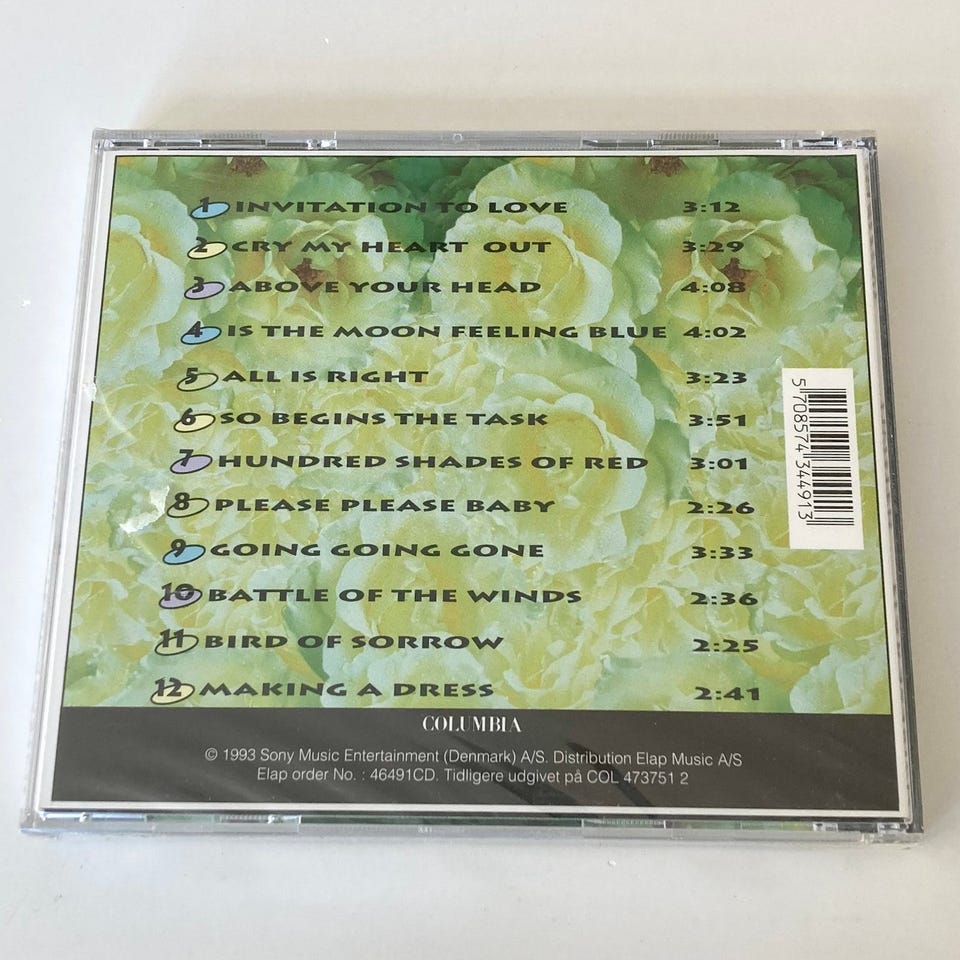 1 INVITATION TO LOVE 3:12
2 CRY MY HEART OUT 3:29
3 ABOVE YOUR HEAD 4:08
4 IS THE MOON FEELING BLUE 4:02
5 ALL IS RIGHT 3:23
6 SO BEGINS THE TASK 3:51
7 HUNDRED SHADES OF RED 3:01
8 PLEASE PLEASE BABY 2:26
9 GOING GOING GONE 3:33
10 BATTLE OF THE WINDS 2:36
11 BIRD OF SORROW 2:25
12 MAKING A DRESS 2:41
5 708574 344913
COLUMBIA
© 1993 Sony Music Entertainment (Denmark) A/S. Distribution Elap Music A/S
Elap order No. : 46491CD. Tidligere udgivet på COL 473751 2